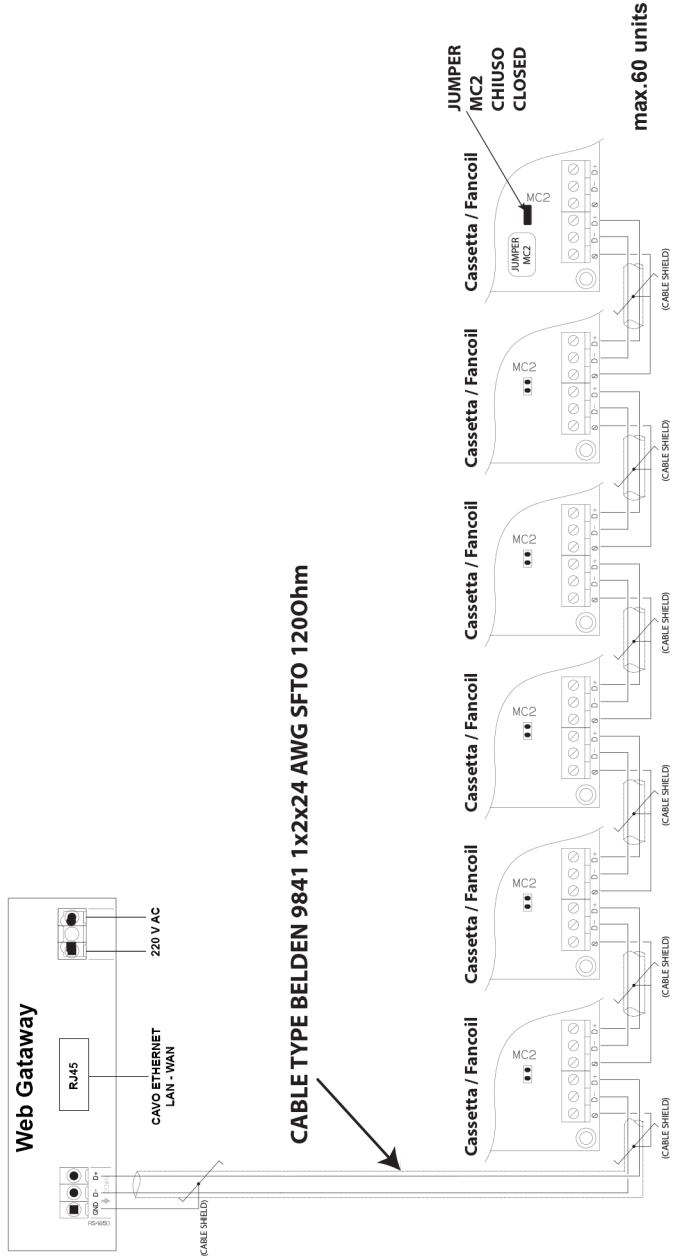 Web Gataway
RJ45
GND D- D+
CAVO ETHERNET
LAN - WAN
220 V AC
(CABLE SHIELD)
CABLE TYPE BELDEN 9841 1x2x24 AWG SFTO 120Ohm
JUMPER
MC2
CHIUSO
CLOSED
Cassetta / Fancoil
MC2
Ø D- D+ Ø D- D+
Cassetta / Fancoil
MC2
Ø D- D+ Ø D- D+
Cassetta / Fancoil
MC2
Ø D- D+ Ø D- D+
Cassetta / Fancoil
MC2
Ø D- D+ Ø D- D+
Cassetta / Fancoil
MC2
Ø D- D+ Ø D- D+
Cassetta / Fancoil
JUMPER
MC2
MC2
Ø D- D+ Ø D- D+
(CABLE SHIELD)
(CABLE SHIELD)
(CABLE SHIELD)
(CABLE SHIELD)
(CABLE SHIELD)
(CABLE SHIELD)
max.60 units